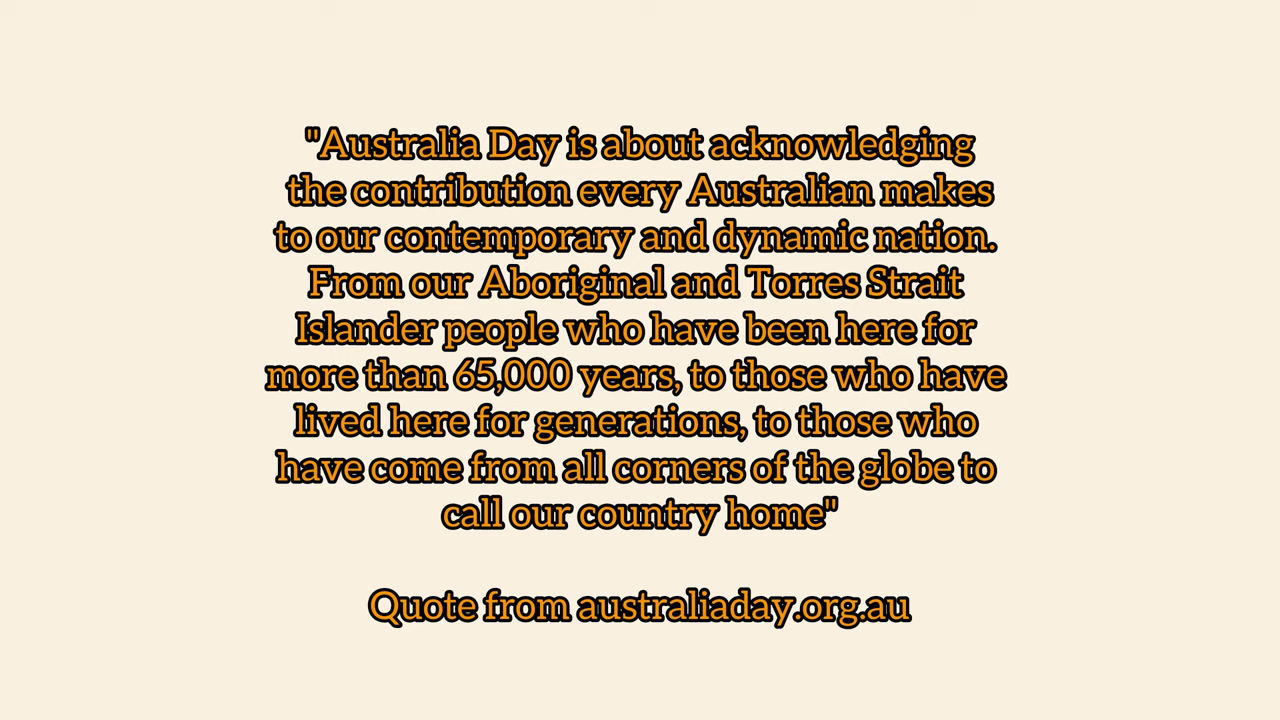 "Australia Day is about acknowledging
the contribution every Australian makes
to our contemporary and dynamic nation.
From our Aboriginal and Torres Strait
Islander people who have been here for
more than 65,000 years, to those who have
lived here for generations, to those who
have come from all corners of the globe to
call our country home"
Quote from australiaday.org.au